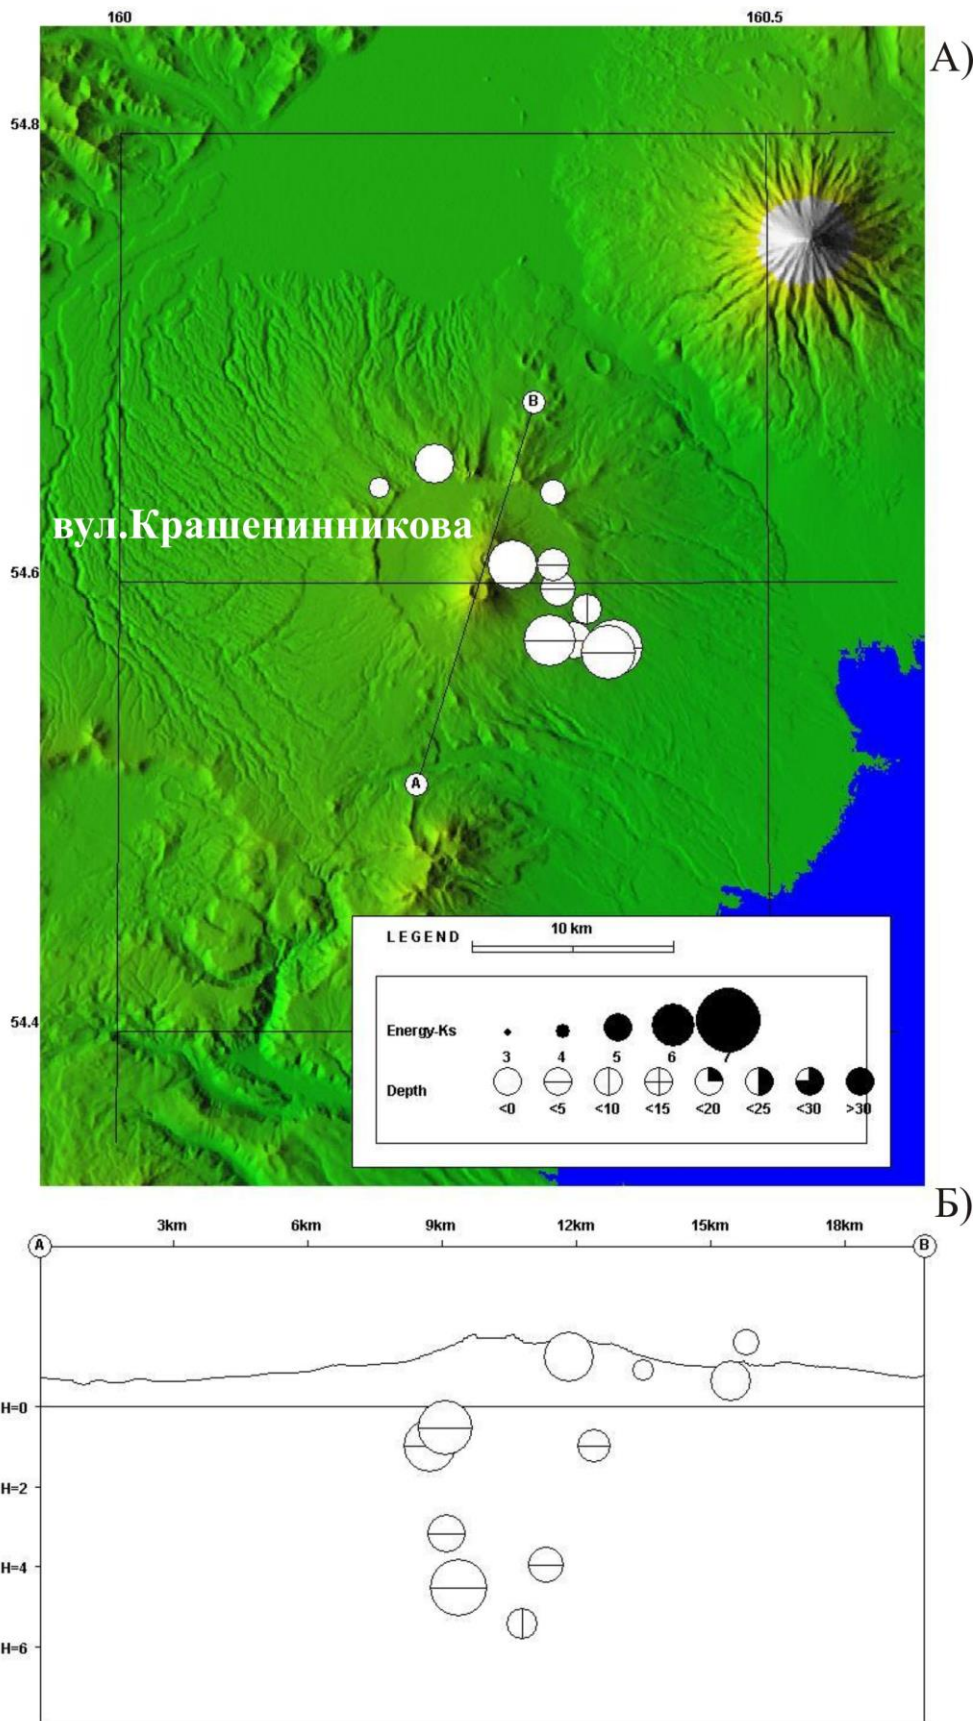 160 160.5
А)
54.8
B
вул.Крашенинникова
54.6
A
LEGEND 10 km
54.4
Energy-Ks
3 4 5 6 7
Depth
<0 <5 <10 <15 <20 <25 <30 >30
Б)
3km 6km 9km 12km 15km 18km
A B
H=0
H=2
H=4
H=6